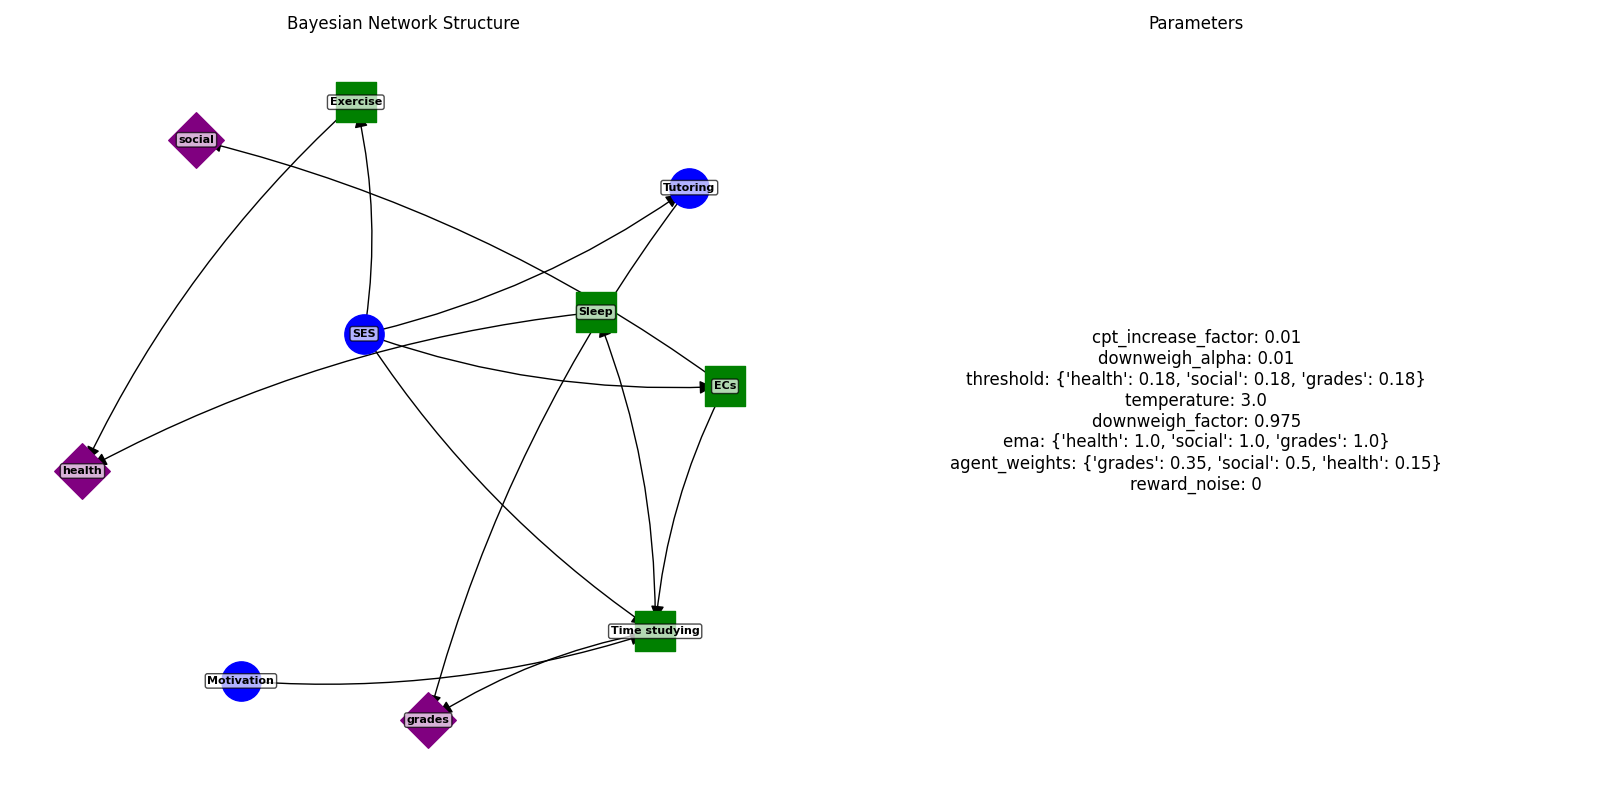 Bayesian Network Structure
Parameters
Exercise
social
Tutoring
Sleep
SES
ECs
health
Time studying
Motivation
grades
cpt_increase_factor: 0.01
downweigh_alpha: 0.01
threshold: {'health': 0.18, 'social': 0.18, 'grades': 0.18}
temperature: 3.0
downweigh_factor: 0.975
ema: {'health': 1.0, 'social': 1.0, 'grades': 1.0}
agent_weights: {'grades': 0.35, 'social': 0.5, 'health': 0.15}
reward_noise: 0